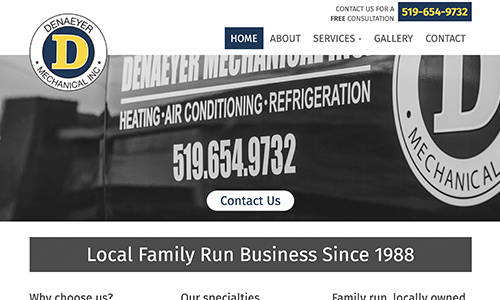 CONTACT US FOR A
FREE CONSULTATION
519-654-9732
DENAEYER
D
MECHANICAL INC.
HOME ABOUT SERVICES GALLERY CONTACT
DENAEYER MECHANICAL INC.
HEATING·AIR CONDITIONING·REFRIGERATION
519.654.9732
D
MECHANICAL
Contact Us
Local Family Run Business Since 1988
Why choose us? Our specialties Family run, locally owned